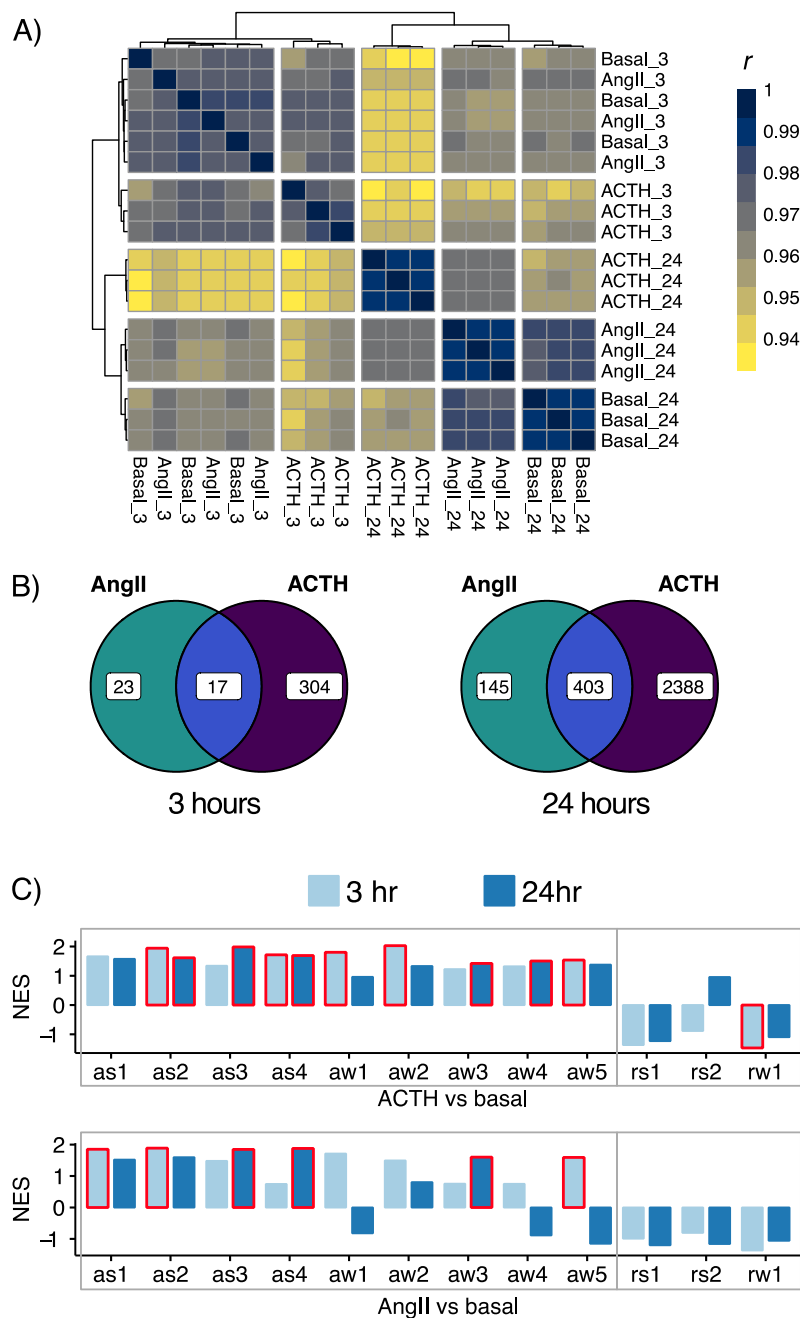 A)
r
Basal_3
AngII_3
Basal_3
AngII_3
Basal_3
AngII_3
ACTH_3
ACTH_3
ACTH_3
ACTH_24
ACTH_24
ACTH_24
AngII_24
AngII_24
AngII_24
Basal_24
Basal_24
Basal_24
1
0.99
0.98
0.97
0.96
0.95
0.94
Basal_3
AngII_3
Basal_3
AngII_3
Basal_3
AngII_3
ACTH_3
ACTH_3
ACTH_3
ACTH_24
ACTH_24
ACTH_24
AngII_24
AngII_24
AngII_24
Basal_24
Basal_24
Basal_24
B)
AngII ACTH
23 17 304
3 hours
AngII ACTH
145 403 2388
24 hours
C)
3 hr 24hr
NES
2
1
0
−1
as1 as2 as3 as4 aw1 aw2 aw3 aw4 aw5 rs1 rs2 rw1
ACTH vs basal
NES
2
1
0
−1
as1 as2 as3 as4 aw1 aw2 aw3 aw4 aw5 rs1 rs2 rw1
AngII vs basal